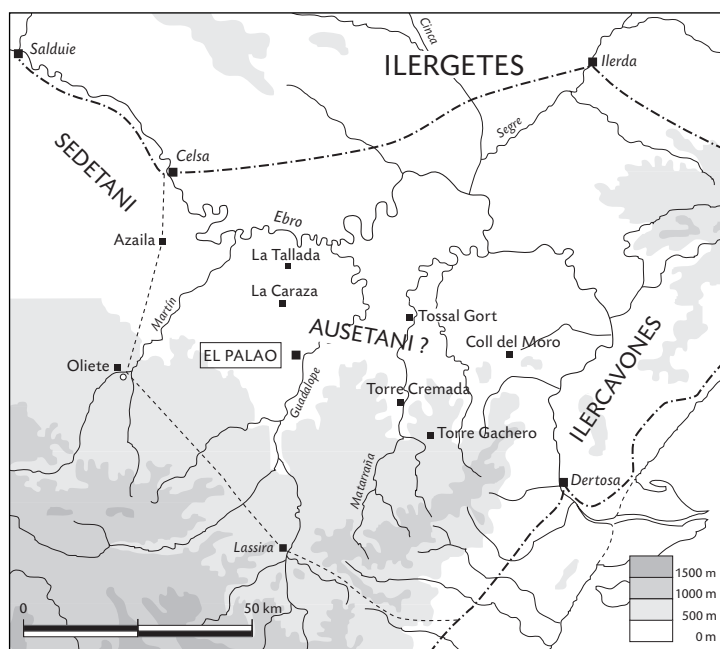 Cinca
Salduie
ILERGETES
Ilerda
Segre
SEDETANI
Celsa
Ebro
Azaila
La Tallada
Martín
La Caraza
Tossal Gort
AUSETANI ?
Coll del Moro
EL PALAO
ILERCAVONES
Oliete
Guadalope
Torre Cremada
Torre Gachero
Matarraña
Dertosa
Lassira
1500 m
1000 m
500 m
0 m
0
50 km